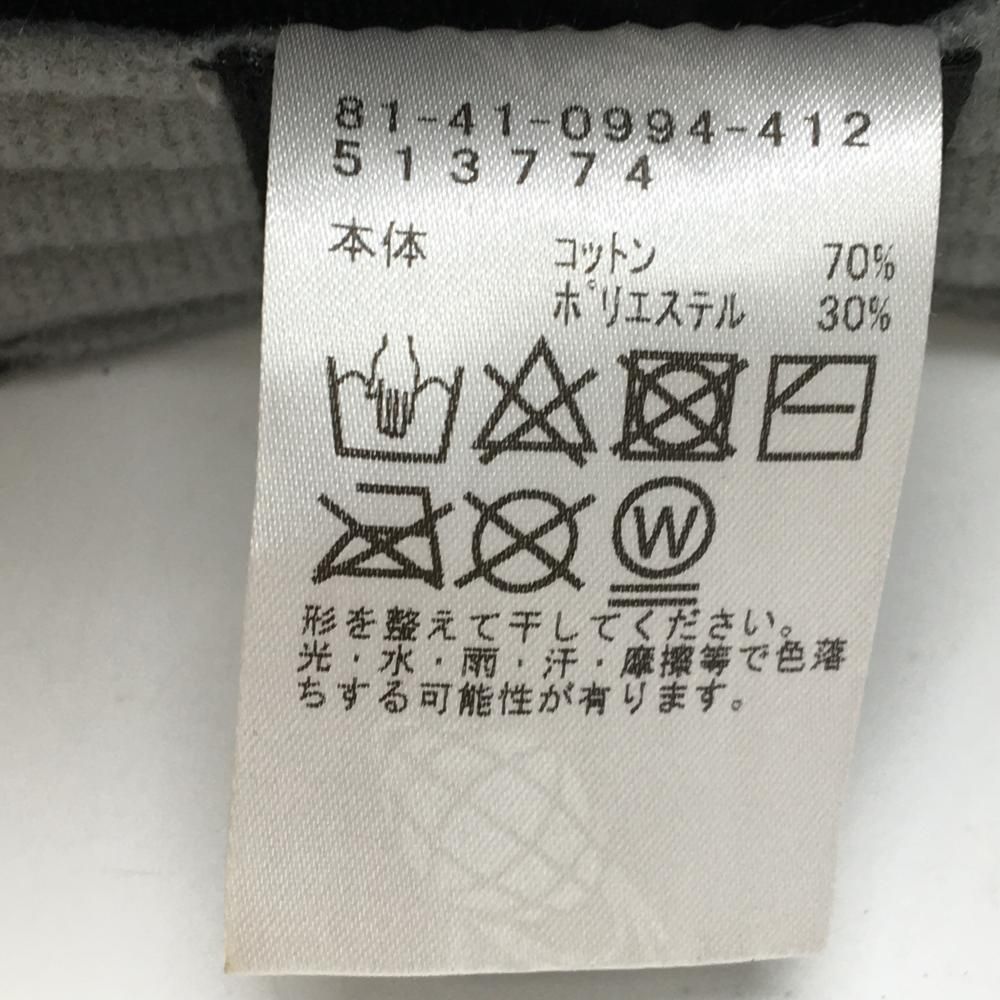 81-41-0994-412
513774
本体 コットン 70%
ポリエステル 30%
W
形を整えて干してください。
光・水・雨・汗・摩擦等で色落
ちする可能性が有ります。